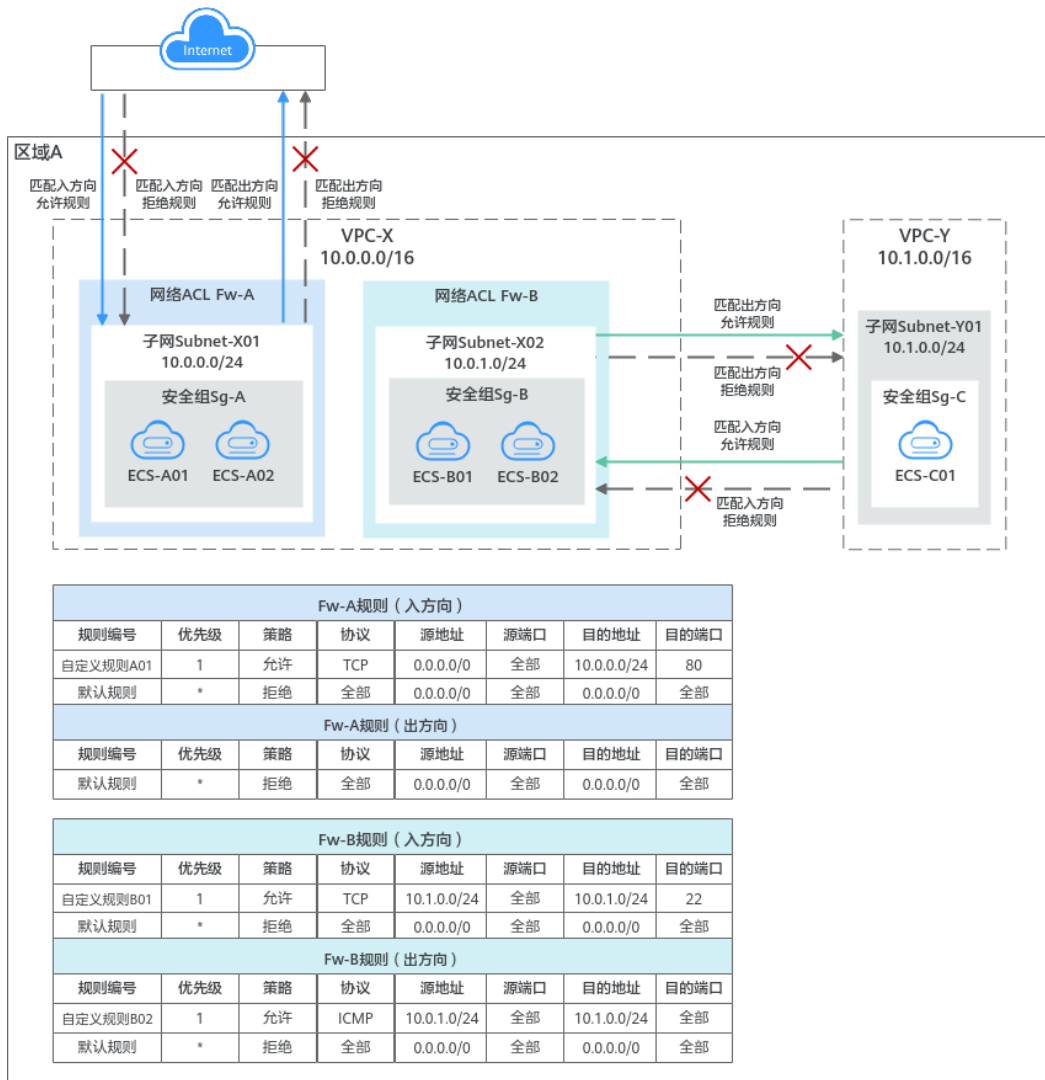 Internet
区域A
匹配入方向
允许规则
匹配入方向
拒绝规则
匹配出方向
允许规则
匹配出方向
拒绝规则
VPC-X
10.0.0.0/16
VPC-Y
10.1.0.0/16
网络ACL Fw-A
子网Subnet-X01
10.0.0.0/24
安全组Sg-A
ECS-A01
ECS-A02
网络ACL Fw-B
子网Subnet-X02
10.0.1.0/24
安全组Sg-B
ECS-B01
ECS-B02
匹配出方向
允许规则
匹配出方向
拒绝规则
匹配入方向
允许规则
匹配入方向
拒绝规则
子网Subnet-Y01
10.1.0.0/24
安全组Sg-C
ECS-C01
Fw-A规则（入方向）
规则编号 优先级 策略 协议 源地址 源端口 目的地址 目的端口
自定义规则A01 1 允许 TCP 0.0.0.0/0 全部 10.0.0.0/24 80
默认规则 * 拒绝 全部 0.0.0.0/0 全部 0.0.0.0/0 全部
Fw-A规则（出方向）
规则编号 优先级 策略 协议 源地址 源端口 目的地址 目的端口
默认规则 * 拒绝 全部 0.0.0.0/0 全部 0.0.0.0/0 全部
Fw-B规则（入方向）
规则编号 优先级 策略 协议 源地址 源端口 目的地址 目的端口
自定义规则B01 1 允许 TCP 10.1.0.0/24 全部 10.0.1.0/24 22
默认规则 * 拒绝 全部 0.0.0.0/0 全部 0.0.0.0/0 全部
Fw-B规则（出方向）
规则编号 优先级 策略 协议 源地址 源端口 目的地址 目的端口
自定义规则B02 1 允许 ICMP 10.0.1.0/24 全部 10.1.0.0/24 全部
默认规则 * 拒绝 全部 0.0.0.0/0 全部 0.0.0.0/0 全部